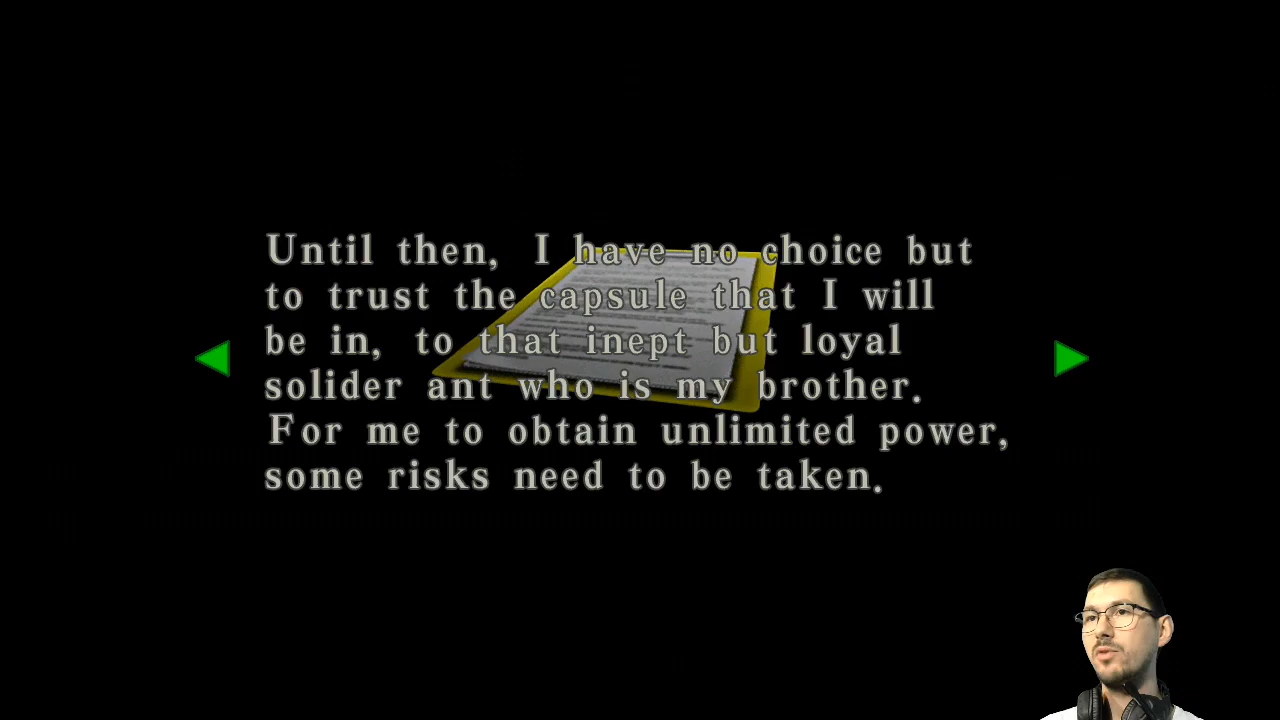 Until then, I have no choice but
to trust the capsule that I will
be in, to that inept but loyal
solider ant who is my brother.
For me to obtain unlimited power,
some risks need to be taken.